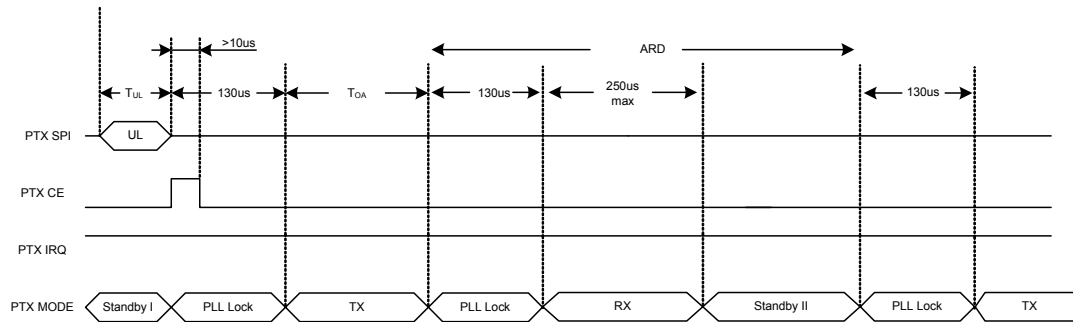 >10us
ARD
TUL
130us
TOA
130us
250us
max
130us
PTX SPI
UL
PTX CE
PTX IRQ
PTX MODE
Standby I
PLL Lock
TX
PLL Lock
RX
Standby II
PLL Lock
TX